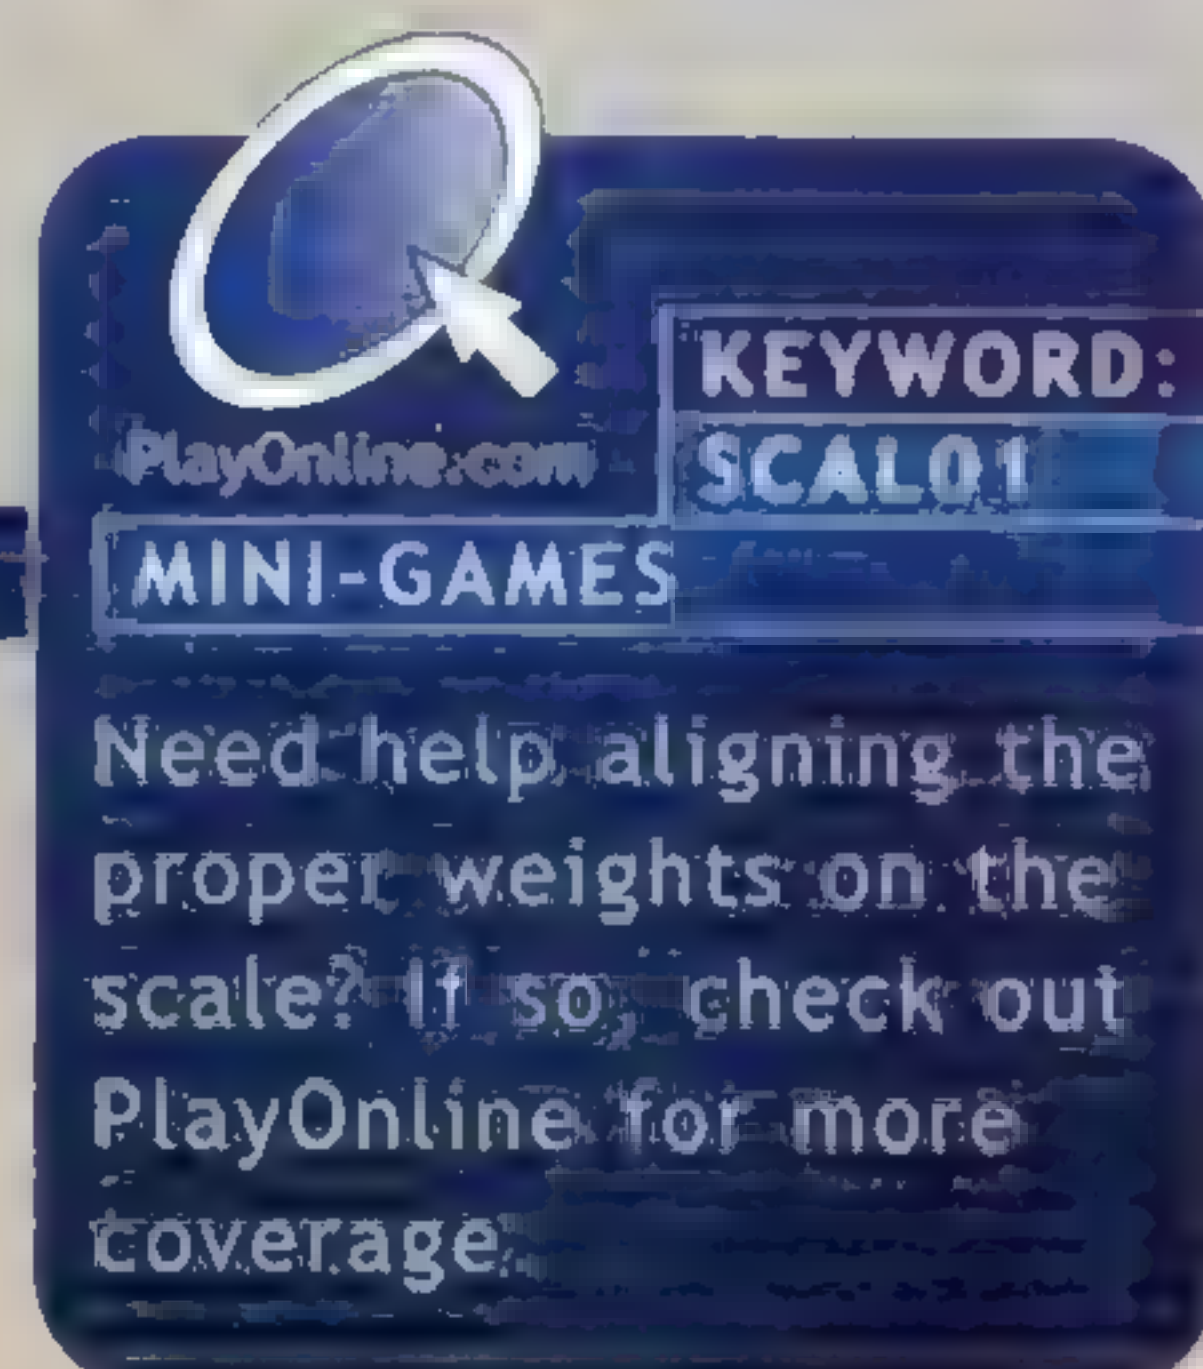 PlayOnline.com
KEYWORD:
SCAL01
MINI-GAMES
Need help aligning the
proper weights on the
scale? If so, check out
PlayOnline for more
coverage.